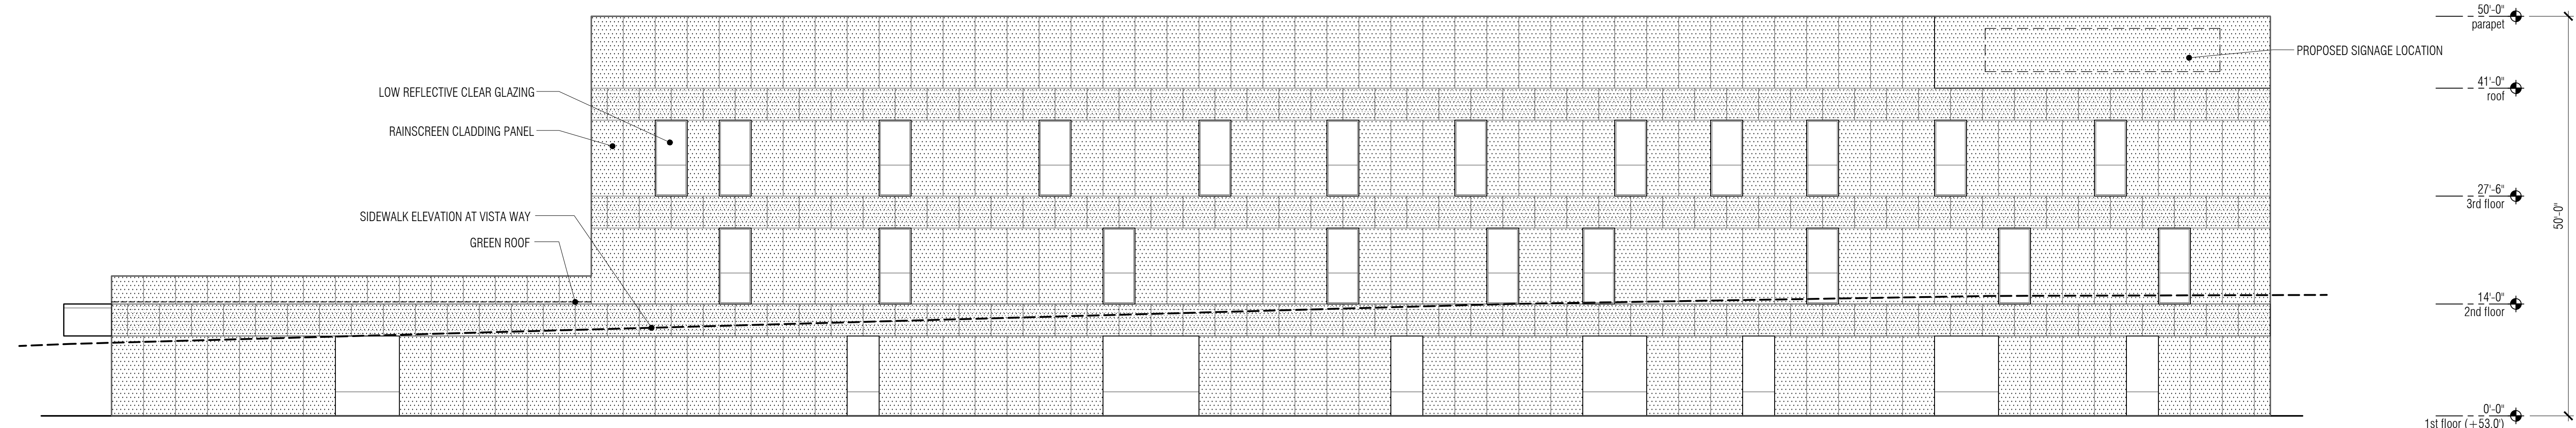 50'-0"
parapet
PROPOSED SIGNAGE LOCATION
41'-0"
roof
LOW REFLECTIVE CLEAR GLAZING
RAINSCREEN CLADDING PANEL
27'-6"
3rd floor
SIDEWALK ELEVATION AT VISTA WAY
50'-0"
GREEN ROOF
14'-0"
2nd floor
0'-0"
1st floor (+53.0')